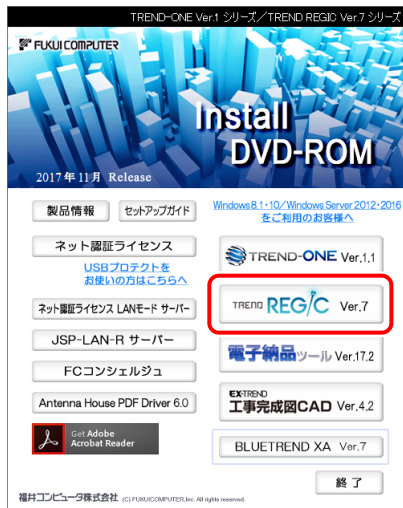 TREND-ONE Ver.1 シリーズ／TREND REGIC Ver.7 シリーズ
FUKUI COMPUTER
Install
DVD-ROM
2017年11月 Release
製品情報
セットアップガイド
Windows8.1・10／Windows Server 2012・2016
をご利用のお客様へ
ネット認証ライセンス
USBプロテクトを
お使いの方はこちらへ
ネット認証ライセンス LANモード サーバー
JSP-LAN-R サーバー
FCコンシェルジュ
Antenna House PDF Driver 6.0
Get Adobe
Acrobat Reader
TREND-ONE Ver.1.1
TREND REGIC Ver.7
電子納品ツール Ver.17.2
EX-TREND
工事完成図CAD Ver.4.2
BLUETREND XA Ver.7
終了
福井コンピュータ株式会社 (C) FUKUICOMPUTER,Inc. All rights reserved.